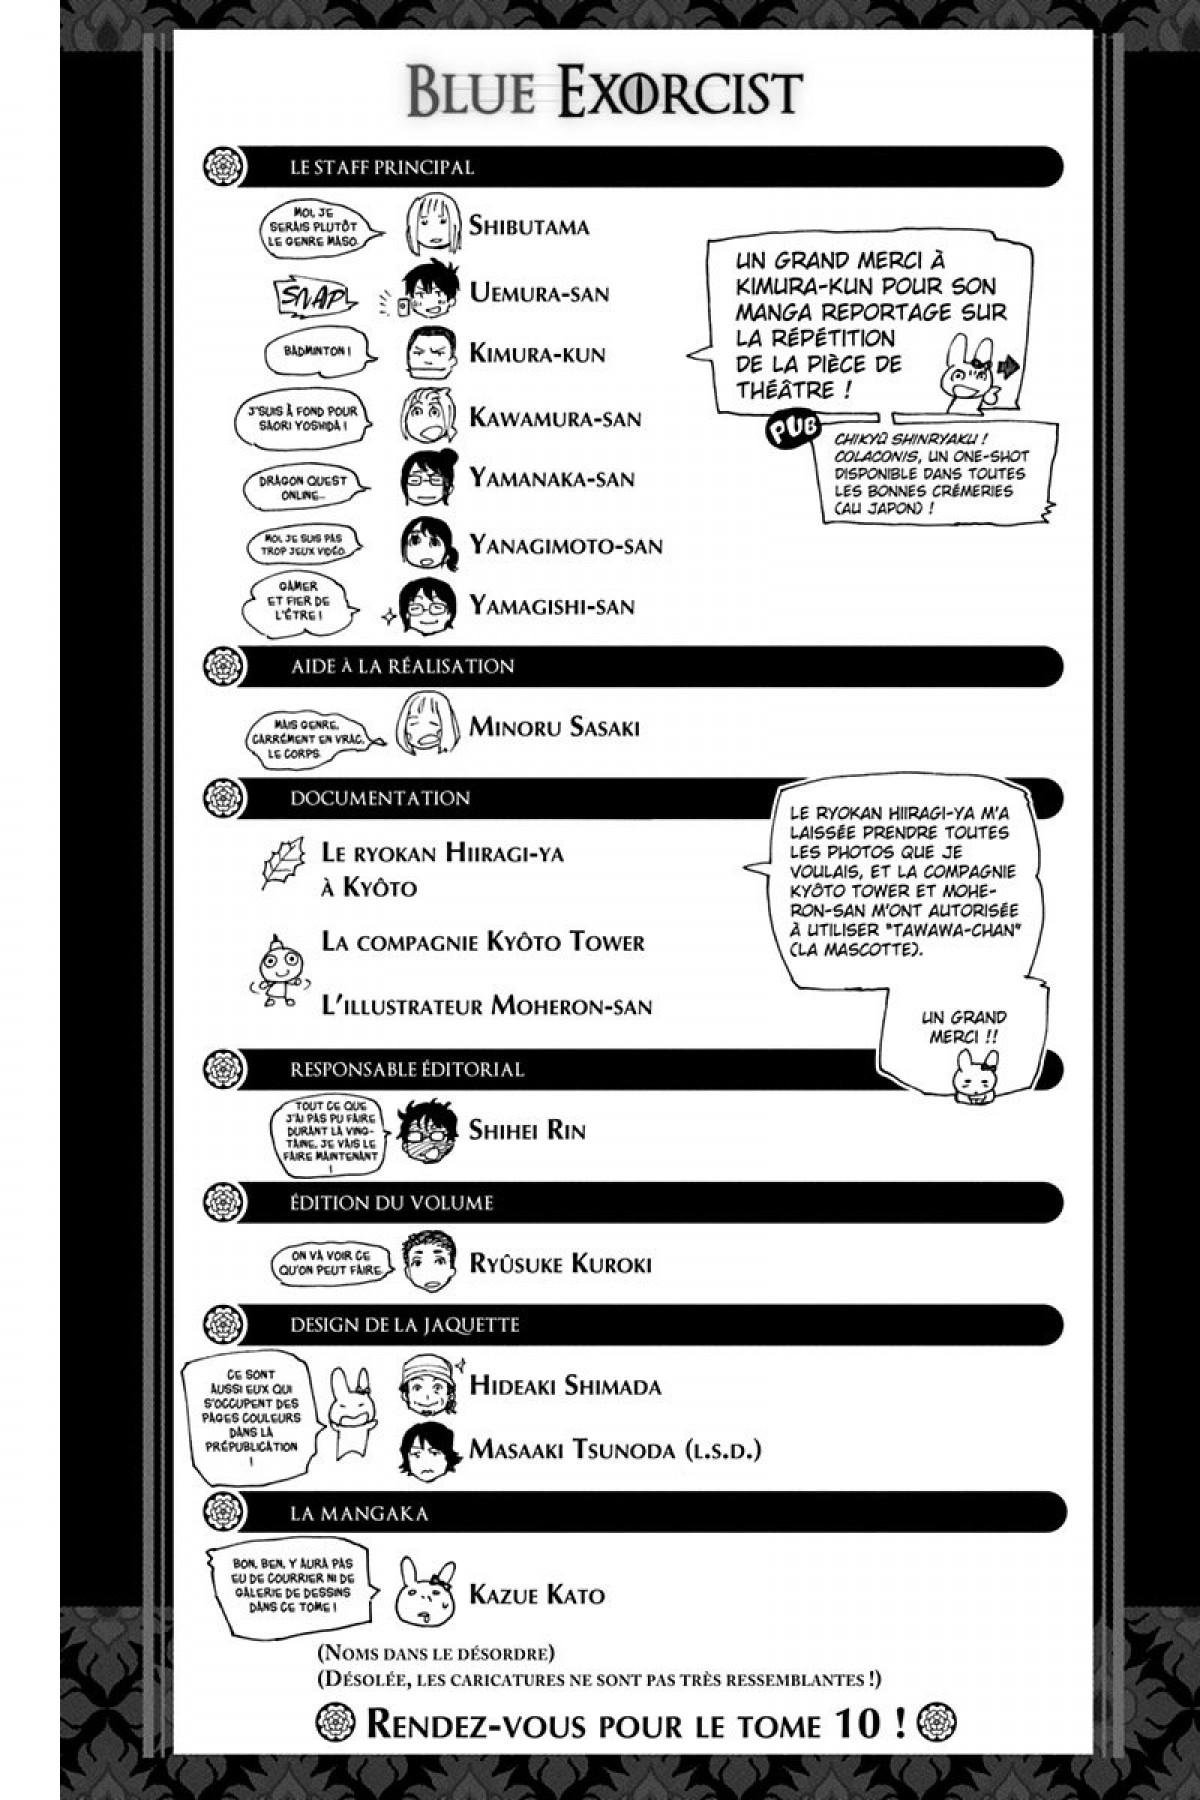 BLUE EXORCIST
LE STAFF PRINCIPAL
MOI, JE
SERAIS PLUTÔT
LE GENRE MASO.
SHIBUTAMA
SNAP
UEMURA-SAN
BADMINTON !
KIMURA-KUN
J'SUIS À FOND POUR
SAORI YOSHIDA !
KAWAMURA-SAN
DRAGON QUEST
ONLINE...
YAMANAKA-SAN
MOI, JE SUIS PAS
TROP JEUX VIDÉO.
YANAGIMOTO-SAN
GAMER
ET FIER DE
L'ÊTRE !
YAMAGISHI-SAN
UN GRAND MERCI À
KIMURA-KUN POUR SON
MANGA REPORTAGE SUR
LA RÉPÉTITION
DE LA PIÈCE DE
THÉÂTRE !
PUB
CHIKYÛ SHINRYAKU !
COLACONIS, UN ONE-SHOT
DISPONIBLE DANS TOUTES
LES BONNES CRÉMERIES
(AU JAPON) !
AIDE À LA RÉALISATION
MAIS GENRE,
CARRÉMENT EN VRAC,
LE CORPS.
MINORU SASAKI
DOCUMENTATION
LE RYOKAN HIIRAGI-YA
À KYÔTO
LA COMPAGNIE KYÔTO TOWER
L'ILLUSTRATEUR MOHERON-SAN
LE RYOKAN HIIRAGI-YA M'A
LAISSÉE PRENDRE TOUTES
LES PHOTOS QUE JE
VOULAIS, ET LA COMPAGNIE
KYÔTO TOWER ET MOHE-
RON-SAN M'ONT AUTORISÉE
À UTILISER "TAWAWA-CHAN"
(LA MASCOTTE).
UN GRAND
MERCI !!
RESPONSABLE ÉDITORIAL
TOUT CE QUE
J'AI PAS PU FAIRE
DURANT LA VING-
TAINE, JE VAIS LE
FAIRE MAINTENANT
!
SHIHEI RIN
ÉDITION DU VOLUME
ON VA VOIR CE
QU'ON PEUT FAIRE.
RYÛSUKE KUROKI
DESIGN DE LA JAQUETTE
CE SONT
AUSSI EUX QUI
S'OCCUPENT DES
PAGES COULEURS
DANS LA
PRÉPUBLICATION
!
HIDEAKI SHIMADA
MASAAKI TSUNODA (L.S.D.)
LA MANGAKA
BON, BEN, Y AURA PAS
EU DE COURRIER NI DE
GALERIE DE DESSINS
DANS CE TOME !
KAZUE KATO
(NOMS DANS LE DÉSORDRE)
(DÉSOLÉE, LES CARICATURES NE SONT PAS TRÈS RESSEMBLANTES !)
RENDEZ-VOUS POUR LE TOME 10 !